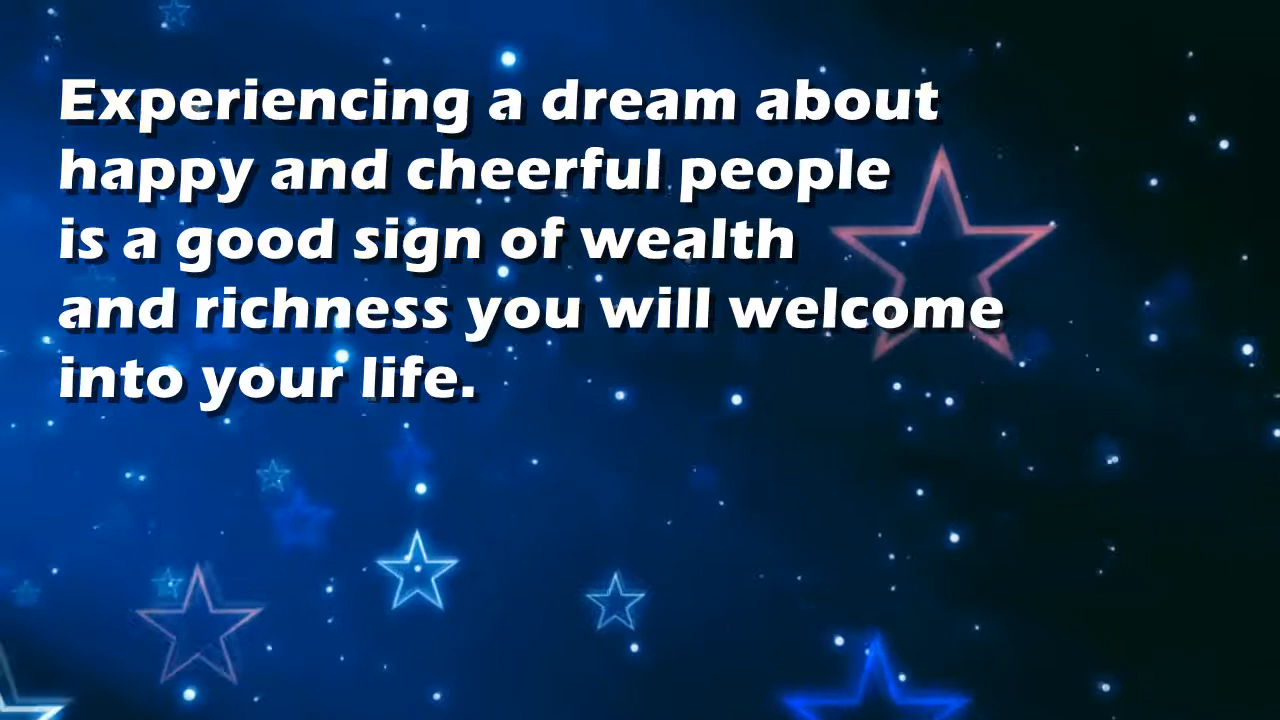 Experiencing a dream about
happy and cheerful people
is a good sign of wealth
and richness you will welcome
into your life.